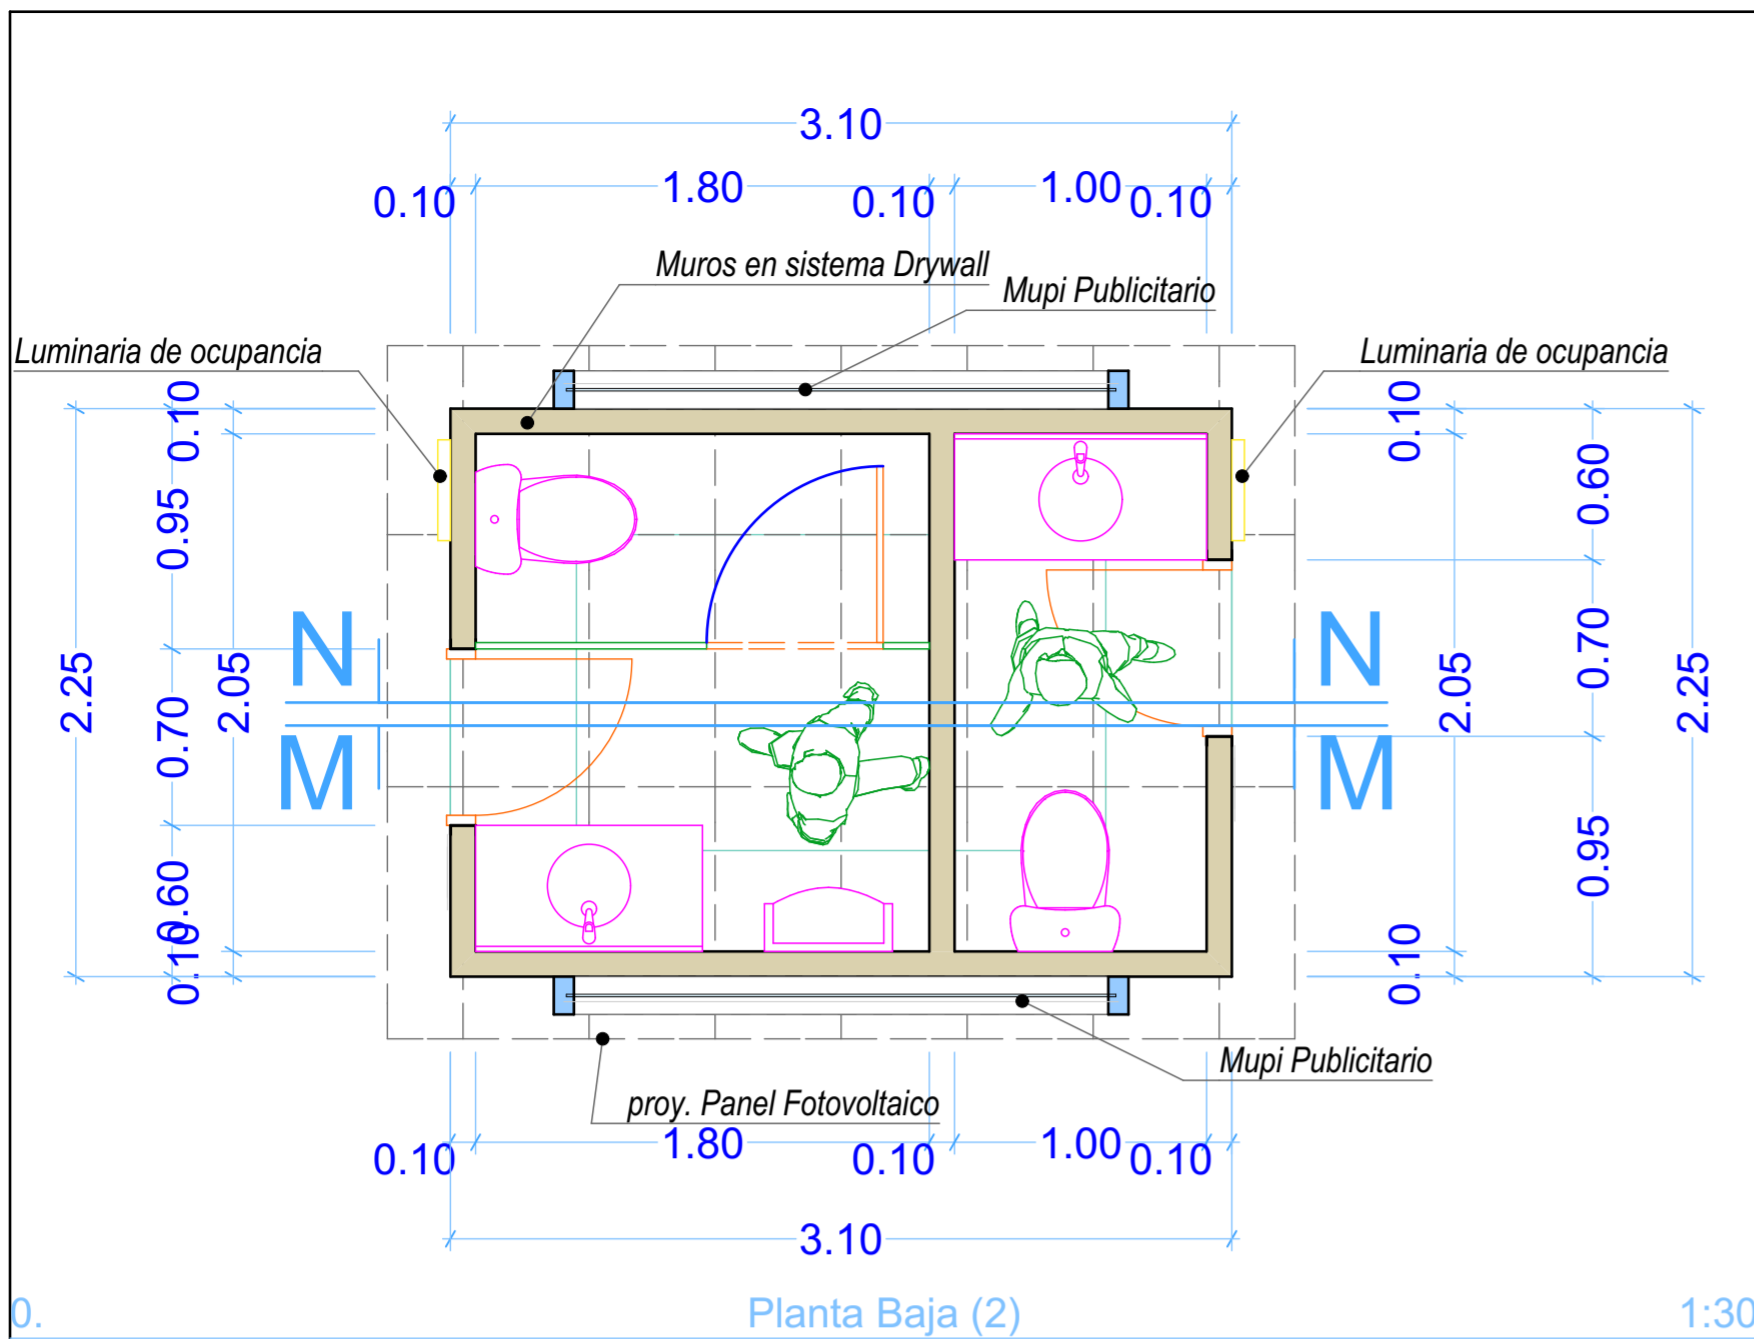 3.10
0.10 1.80 0.10 1.00 0.10
Muros en sistema Drywall
Mupi Publicitario
Luminaria de ocupancia
Luminaria de ocupancia
2.25
0.10
0.95
0.70
0.60
0.10
2.05
N
M
N
M
0.10
2.05
0.10
0.60
0.70
0.95
2.25
Mupi Publicitario
proy. Panel Fotovoltaico
0.10 1.80 0.10 1.00 0.10
3.10
0. Planta Baja (2) 1:30